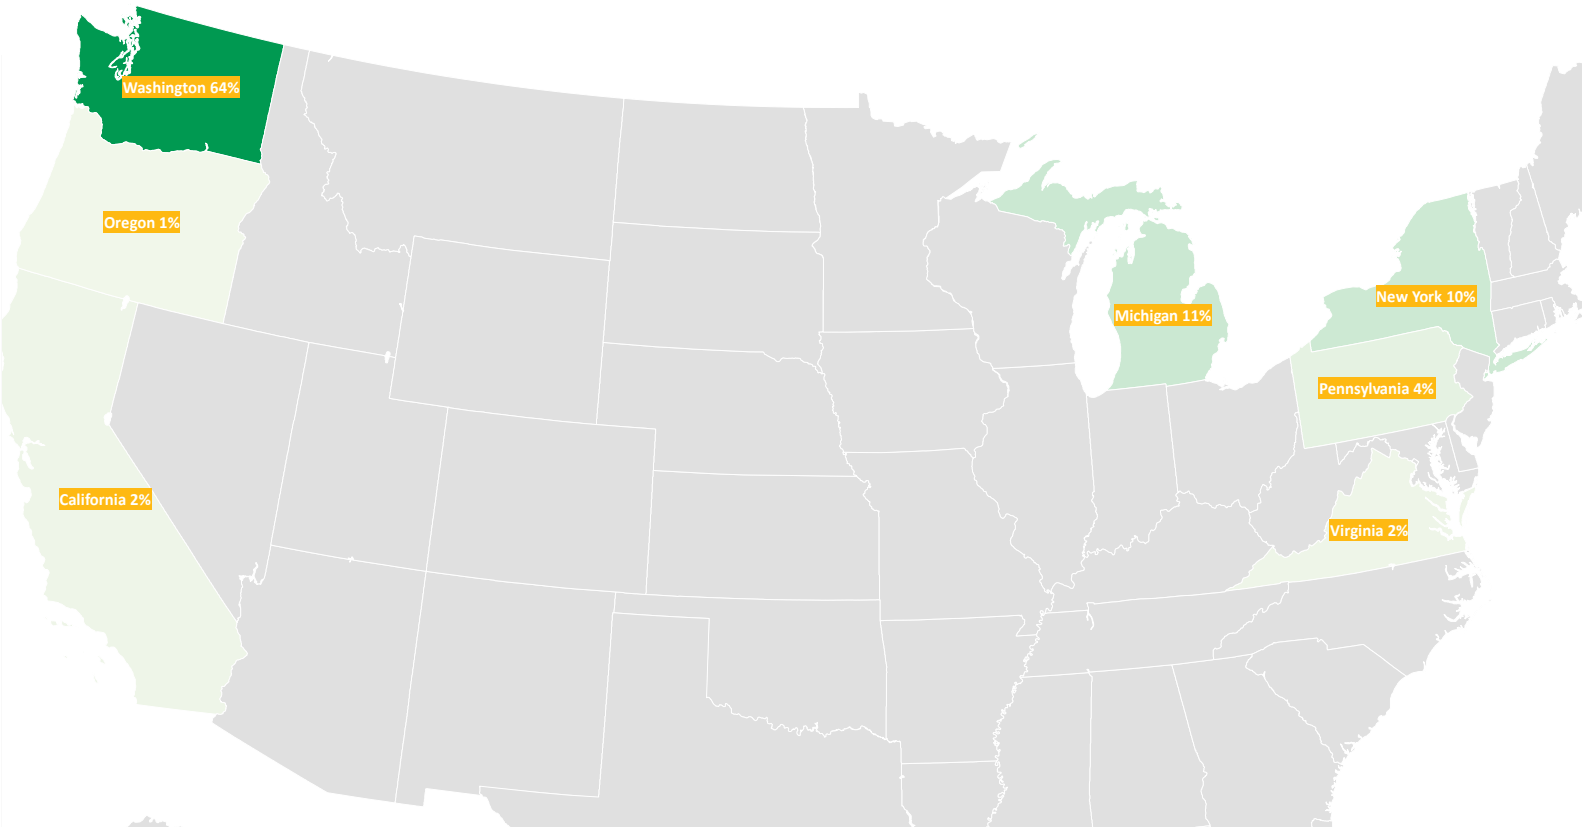 Washington 64%
Oregon 1%
New York 10%
Michigan 11%
Pennsylvania 4%
California 2%
Virginia 2%